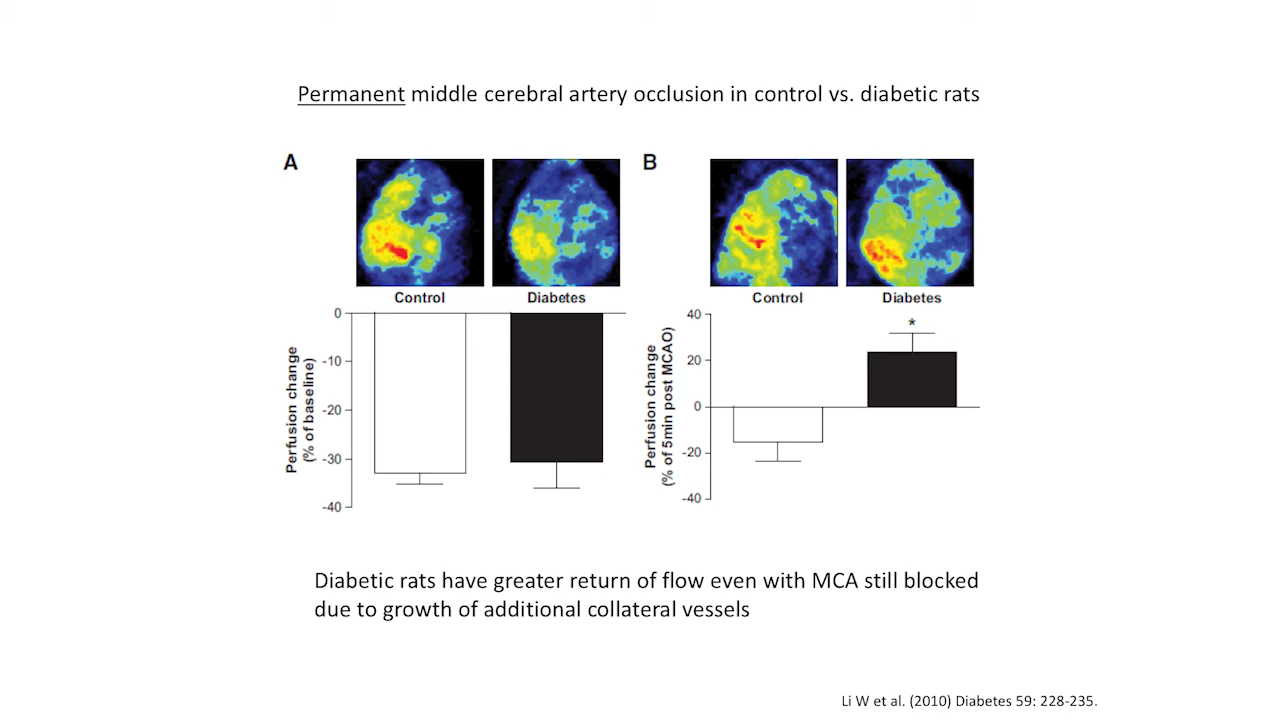 Permanent middle cerebral artery occlusion in control vs. diabetic rats
A
B
Control
Diabetes
Control
Diabetes
Perfusion change
(% of baseline)
0
-10
-20
-30
-40
Perfusion change
(% of 5min post MCAO)
40
20
0
-20
-40
*
Diabetic rats have greater return of flow even with MCA still blocked
due to growth of additional collateral vessels
Li W et al. (2010) Diabetes 59: 228-235.